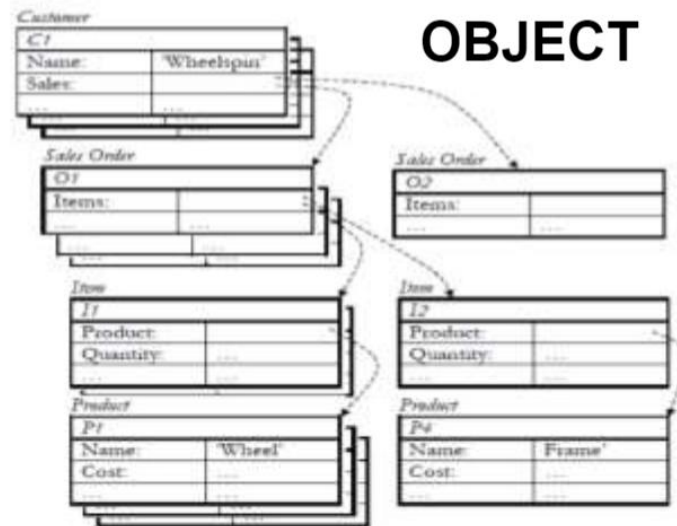 OBJECT
Customer
C1
Name: 'Wheelspin'
Sales:
... ...
... ...
Sales Order
O1
Items:
... ...
... ...
Sales Order
O2
Items:
... ...
Item
I1
Product:
Quantity: ...
... ...
Item
I2
Product:
Quantity: ...
... ...
Product
P1
Name: 'Wheel'
Cost: ...
... ...
... ...
Product
P4
Name: Frame'
Cost: ...
... ...